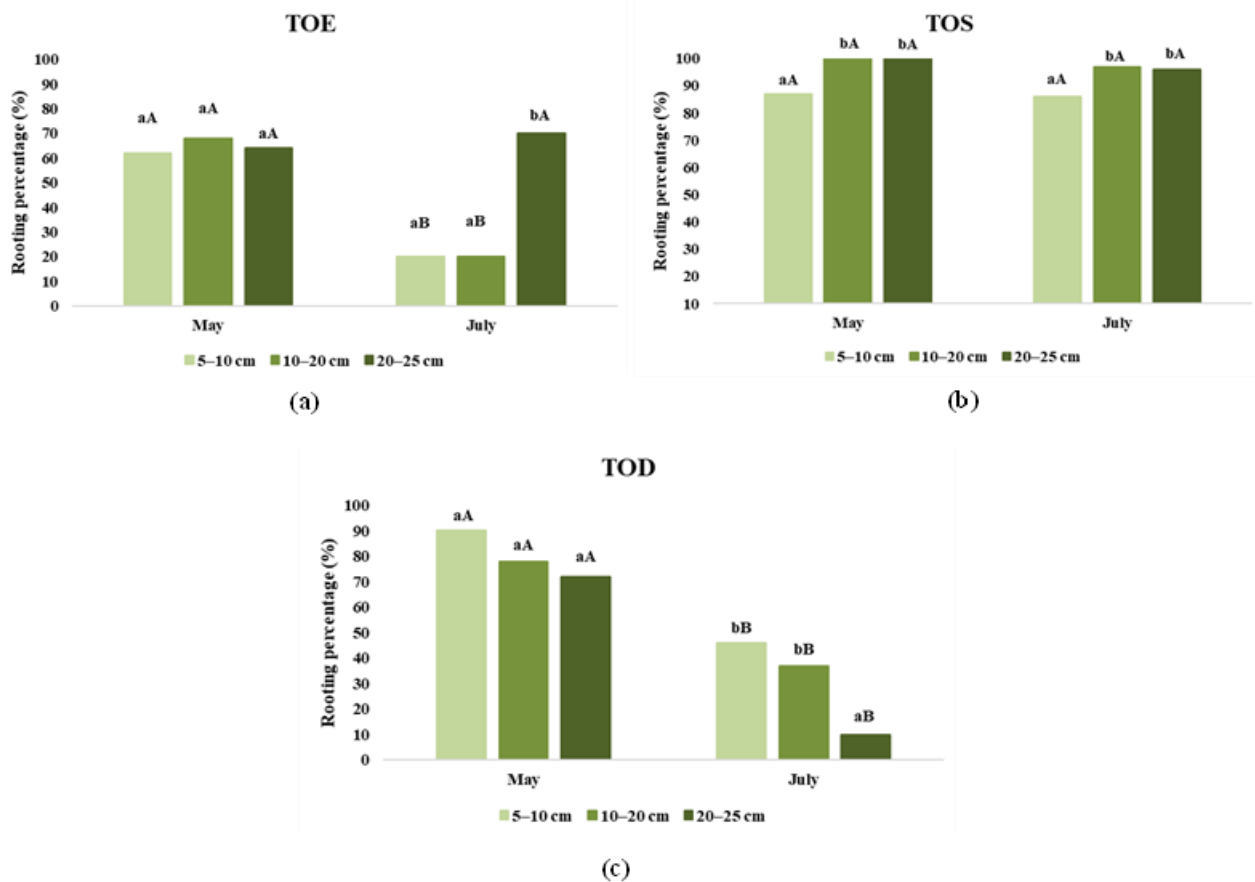 TOE
Rooting percentage (%)
100
90
80
70
60
50
40
30
20
10
0
aA
aA
aA
aB
aB
bA
May
July
5–10 cm
10–20 cm
20–25 cm
(a)
TOS
Rooting percentage (%)
100
90
80
70
60
50
40
30
20
10
aA
bA
bA
aA
bA
bA
May
July
5–10 cm
10–20 cm
20–25 cm
(b)
TOD
Rooting percentage (%)
100
90
80
70
60
50
40
30
20
10
0
aA
aA
aA
bB
bB
aB
May
July
5–10 cm
10–20 cm
20–25 cm
(c)